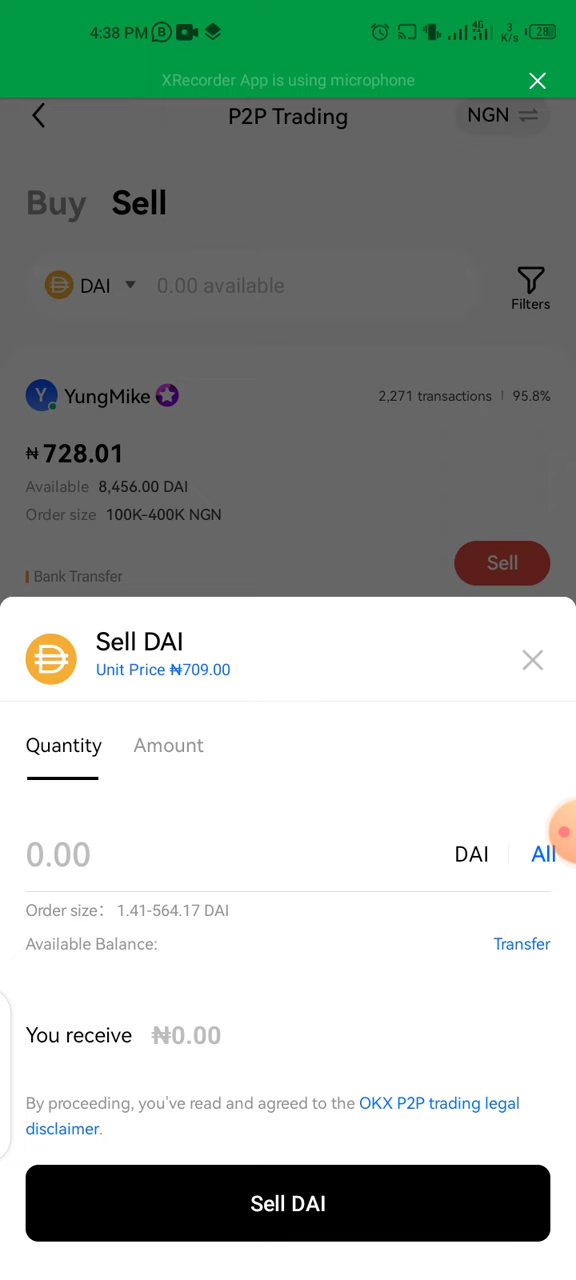 4:38 PM B 4G 3 K/s 28
XRecorder App is using microphone
P2P Trading NGN
Buy Sell
DAI 0.00 available
Filters
Y YungMike 2,271 transactions 95.8%
₦ 728.01
Available 8,456.00 DAI
Order size 100K-400K NGN
Sell
Bank Transfer
Sell DAI
Unit Price ₦709.00
Quantity Amount
0.00 DAI All
Order size: 1.41-564.17 DAI
Available Balance: Transfer
You receive ₦0.00
By proceeding, you've read and agreed to the OKX P2P trading legal
disclaimer.
Sell DAI